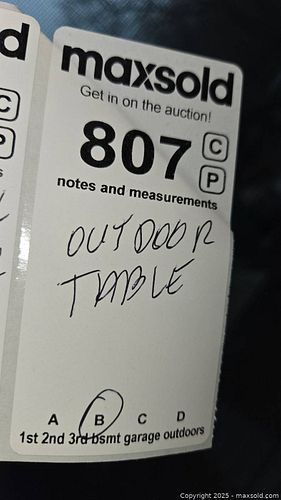 d
maxsold
Get in on the auction!
C
807
C
P
P
notes and measurements
OUTDOOR
TABLE
A B C D
1st 2nd 3rd bsmt garage outdoors
Copyright 2025 - maxsold.com